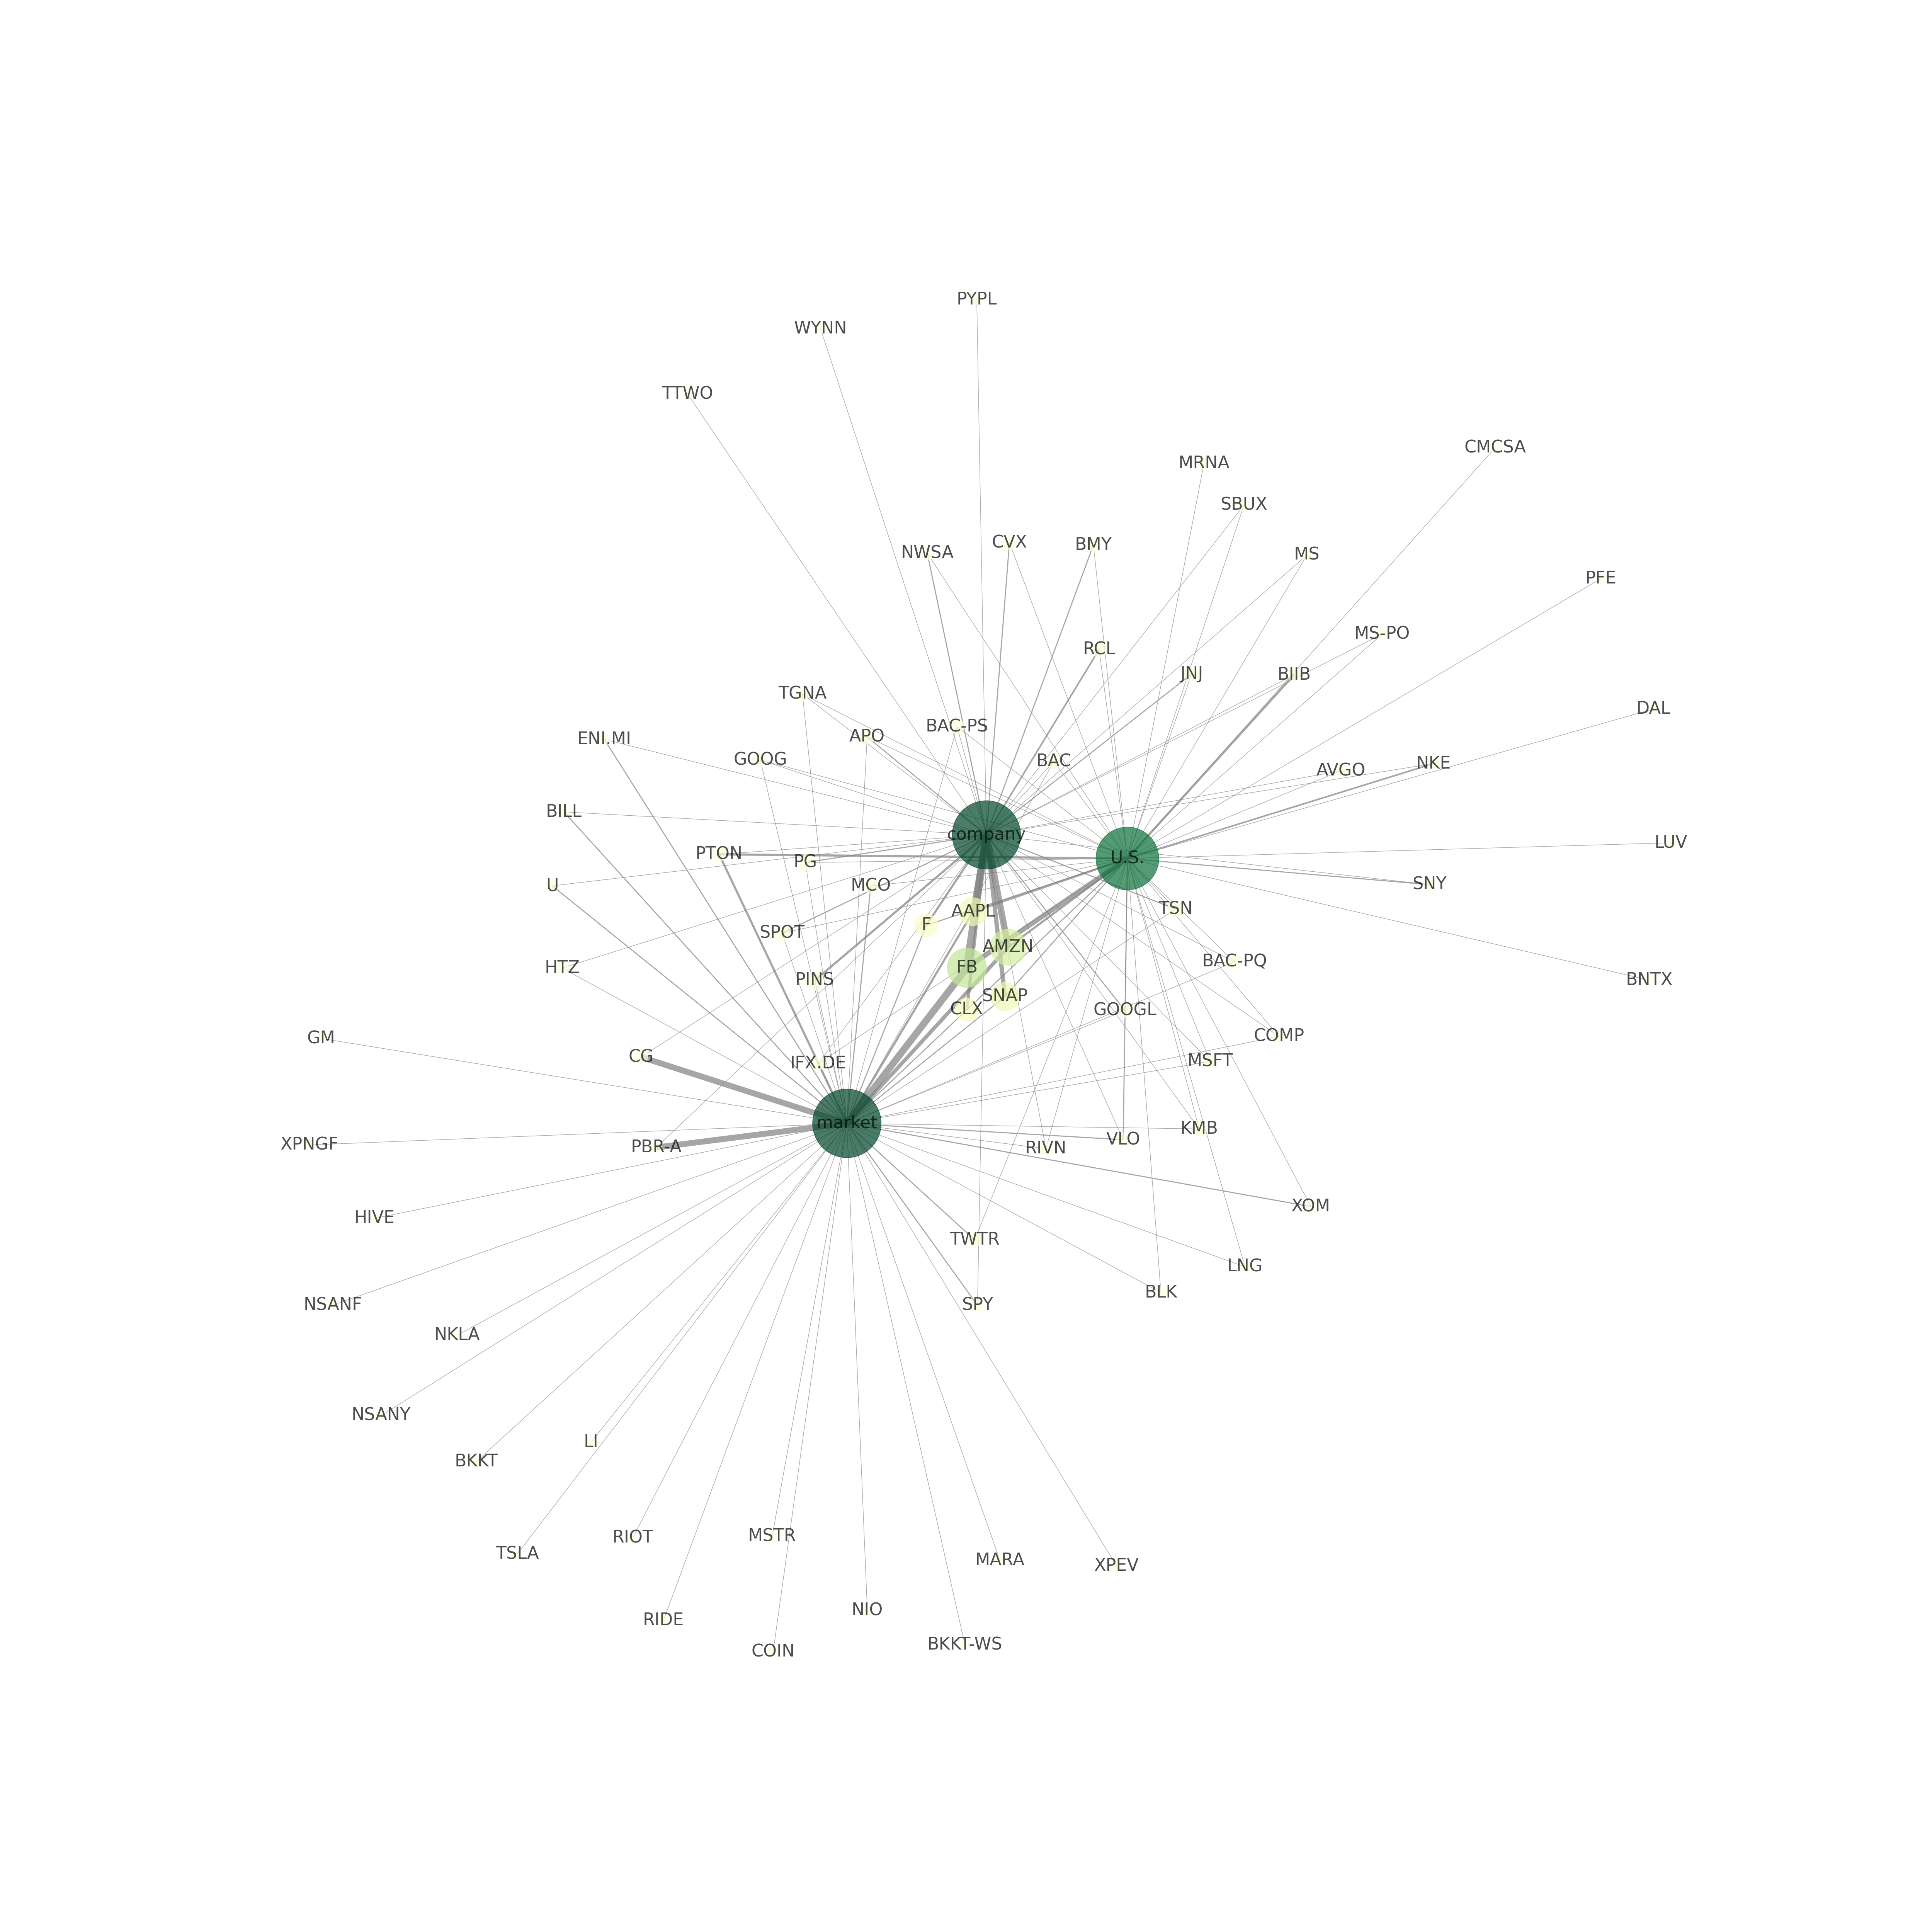 PYPL
WYNN
TTWO
CMCSA
MRNA
SBUX
CVX
BMY
NWSA
MS
PFE
MS-PO
RCL
JNJ
BIIB
TGNA
DAL
BAC-PS
APO
ENI.MI
GOOG
BAC
NKE
AVGO
BILL
company
LUV
PTON
U.S.
PG
SNY
U
MCO
TSN
AAPL
F
SPOT
AMZN
BAC-PQ
FB
HTZ
PINS
BNTX
SNAP
CLX
GOOGL
COMP
GM
CG
MSFT
IFX.DE
market
KMB
VLO
XPNGF
PBR-A
RIVN
XOM
HIVE
TWTR
LNG
BLK
NSANF
SPY
NKLA
NSANY
LI
BKKT
MSTR
RIOT
TSLA
MARA
XPEV
NIO
RIDE
BKKT-WS
COIN